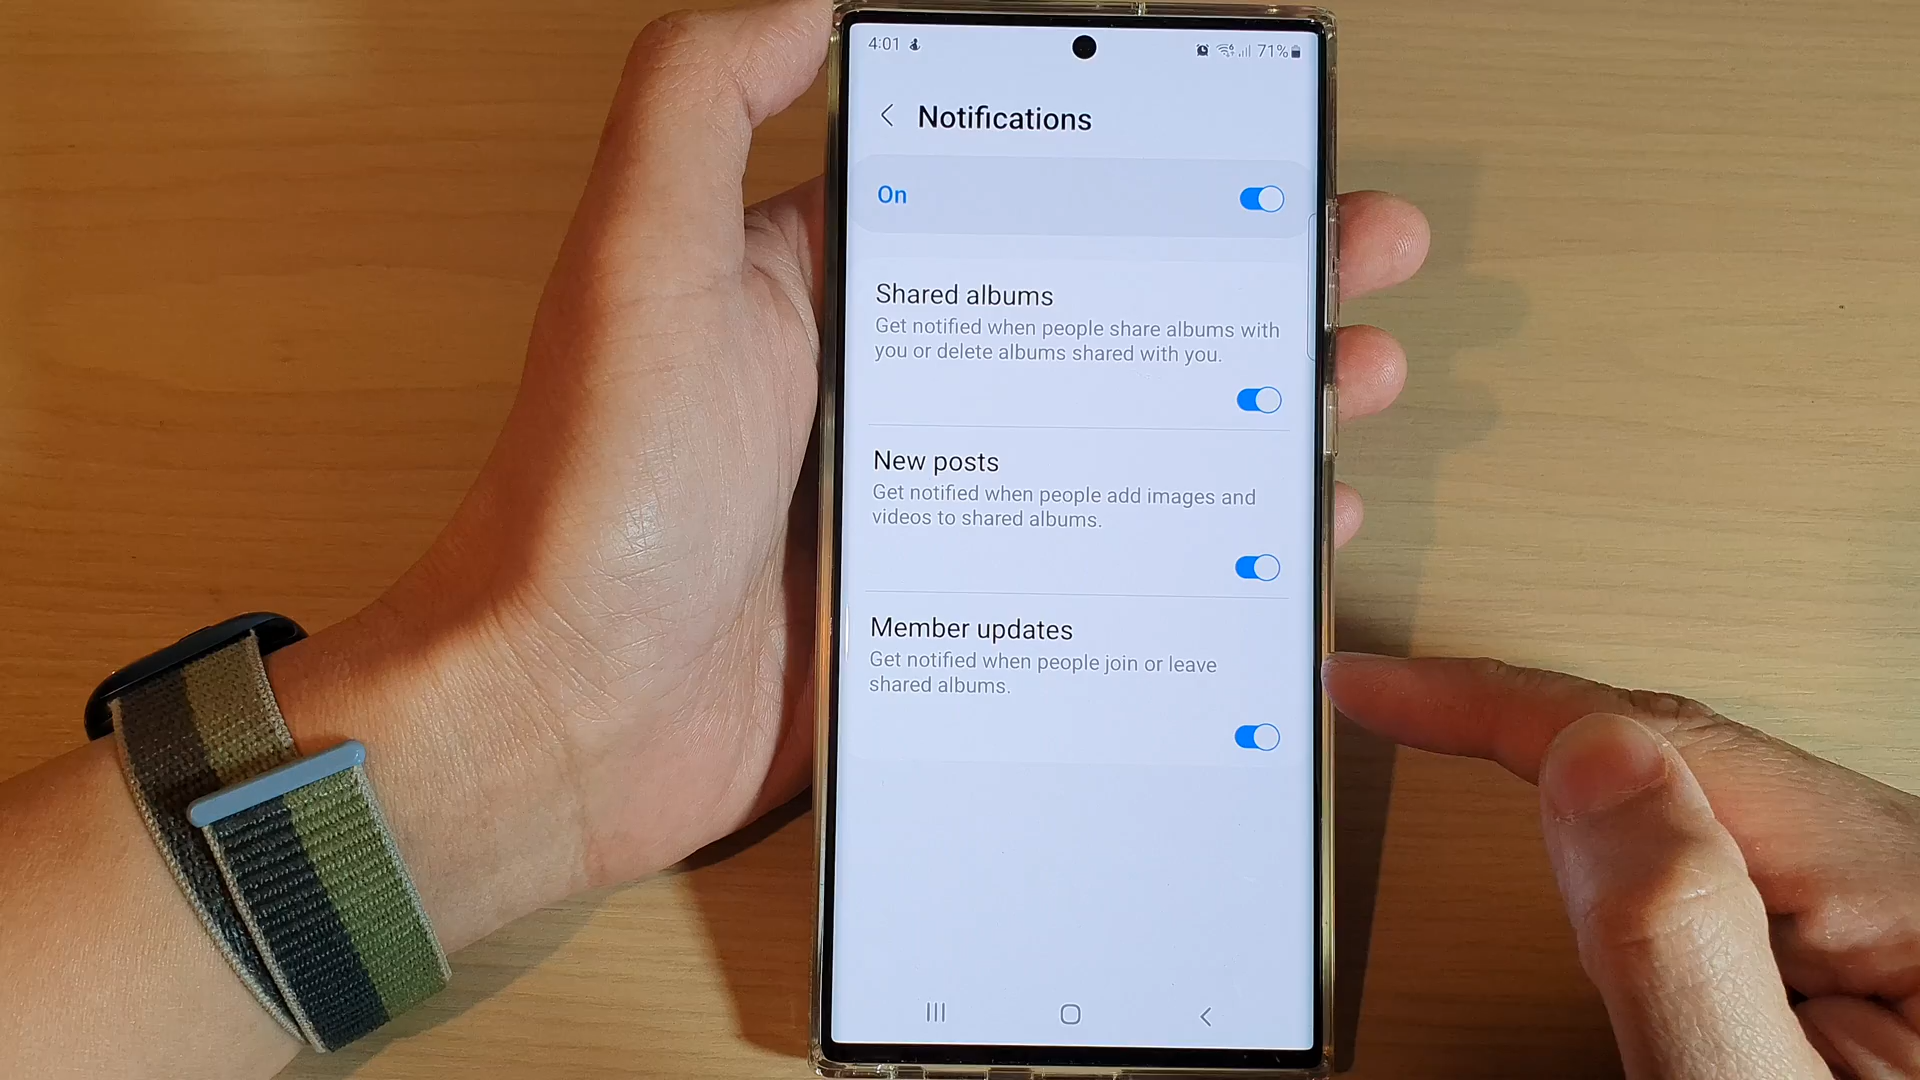 4:01
71%
Notifications
On
Shared albums
Get notified when people share albums with
you or delete albums shared with you.
New posts
Get notified when people add images and
videos to shared albums.
Member updates
Get notified when people join or leave
shared albums.